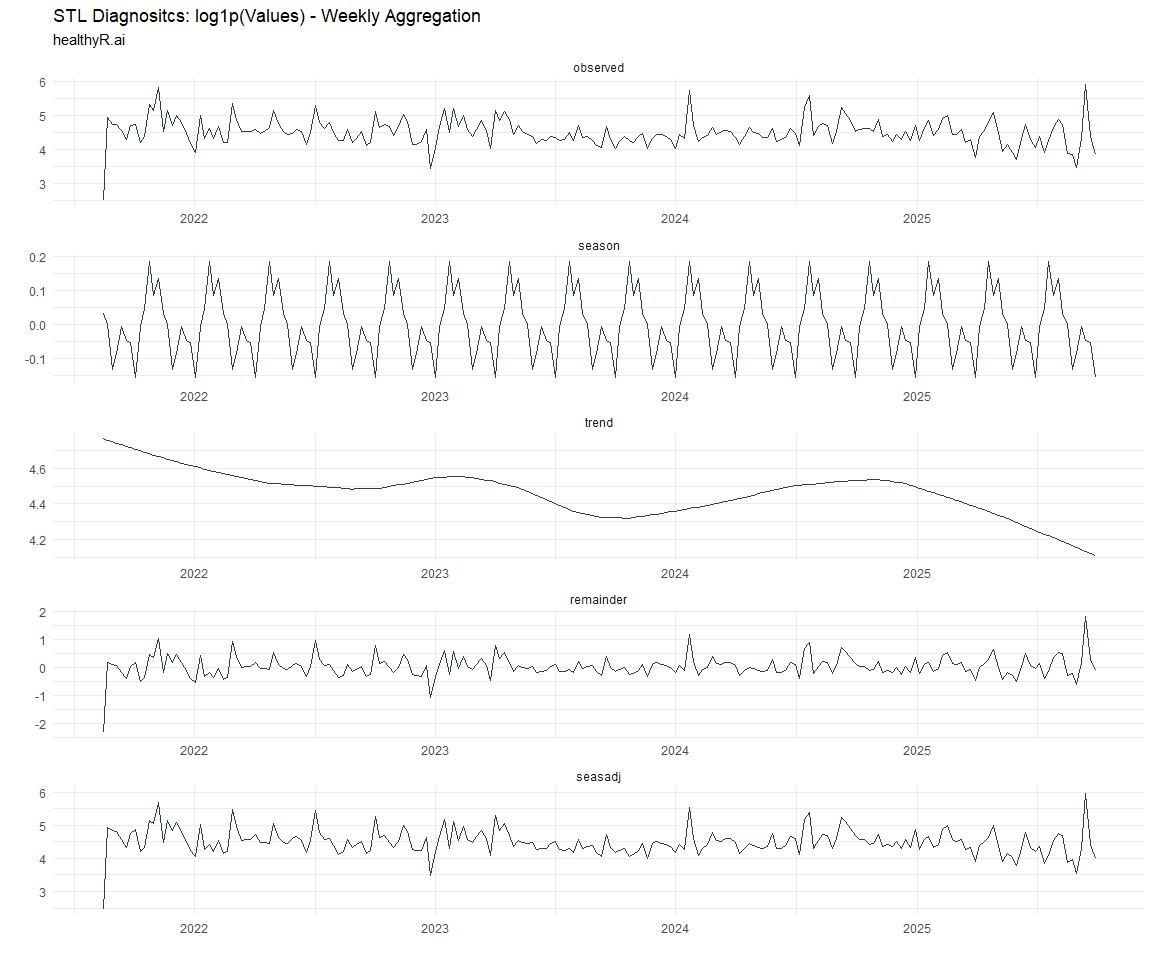 STL Diagnositcs: log1p(Values) - Weekly Aggregation
healthyR.ai
observed
6
5
4
3
2022 2023 2024 2025
season
0.2
0.1
0.0
-0.1
2022 2023 2024 2025
trend
4.6
4.4
4.2
2022 2023 2024 2025
remainder
2
1
0
-1
-2
2022 2023 2024 2025
seasadj
6
5
4
3
2022 2023 2024 2025